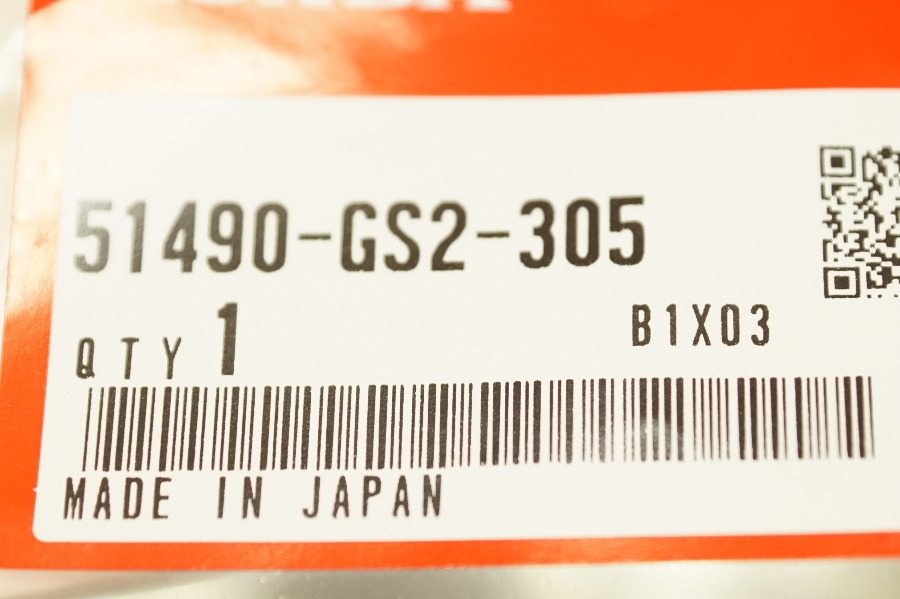 51490-GS2-305
QTY 1
B1X03
MADE IN JAPAN